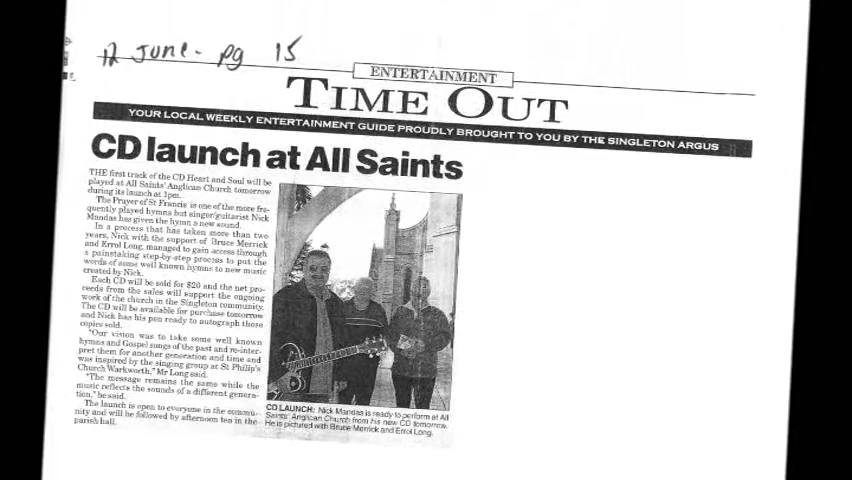 12 June - pg 15
ENTERTAINMENT
TIME OUT
YOUR LOCAL WEEKLY ENTERTAINMENT GUIDE PROUDLY BROUGHT TO YOU BY THE SINGLETON ARGUS
CD launch at All Saints
THE first track of the CD Heart and Soul will be
played at All Saints' Anglican Church tomorrow
during its launch at 1pm.
The Prayer of St Francis is one of the more fre-
quently played hymns but singer/guitarist Nick
Mandas has given the hymn a new sound.
In a process that has taken more than two
years, Nick with the support of Bruce Merrick
and Errol Long, managed to gain access through
a painstaking step-by-step process to put the
words of some well known hymns to new music
created by Nick.
Each CD will be sold for $20 and the net pro-
ceeds from the sales will support the ongoing
work of the church in the Singleton community.
The CD will be available for purchase tomorrow
and Nick has his pen ready to autograph those
copies sold.
"Our vision was to take some well known
hymns and Gospel songs of the past and re-inter-
pret them for another generation and time and
was inspired by the singing group at St Philip's
Church Warkworth," Mr Long said.
"The message remains the same while the
music reflects the sounds of a different genera-
tion," he said.
The launch is open to everyone in the commu-
nity and will be followed by afternoon tea in the
parish hall.
CD LAUNCH: Nick Mandas is ready to perform at All
Saints' Anglican Church from his new CD tomorrow.
He is pictured with Bruce Merrick and Errol Long.